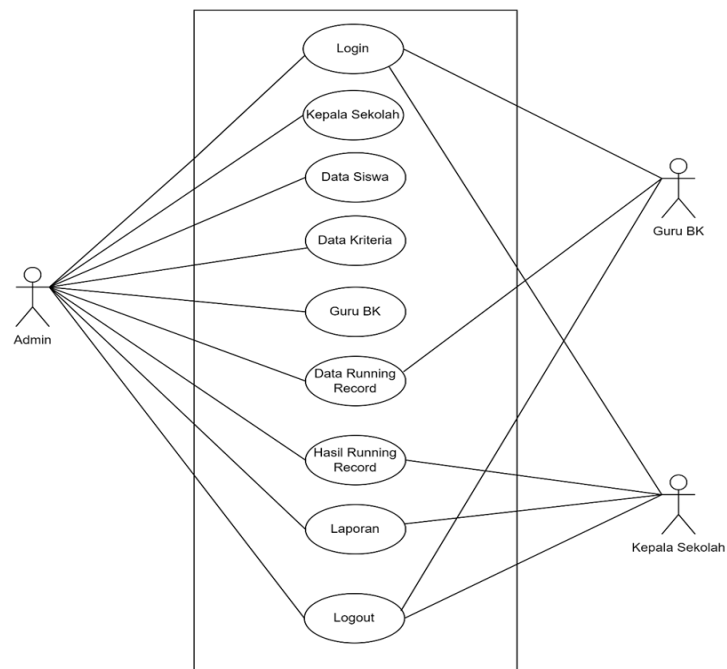 Login
Kepala Sekolah
Data Siswa
Data Kriteria
Guru BK
Data Running
Record
Hasil Running
Record
Laporan
Logout
Admin
Guru BK
Kepala Sekolah